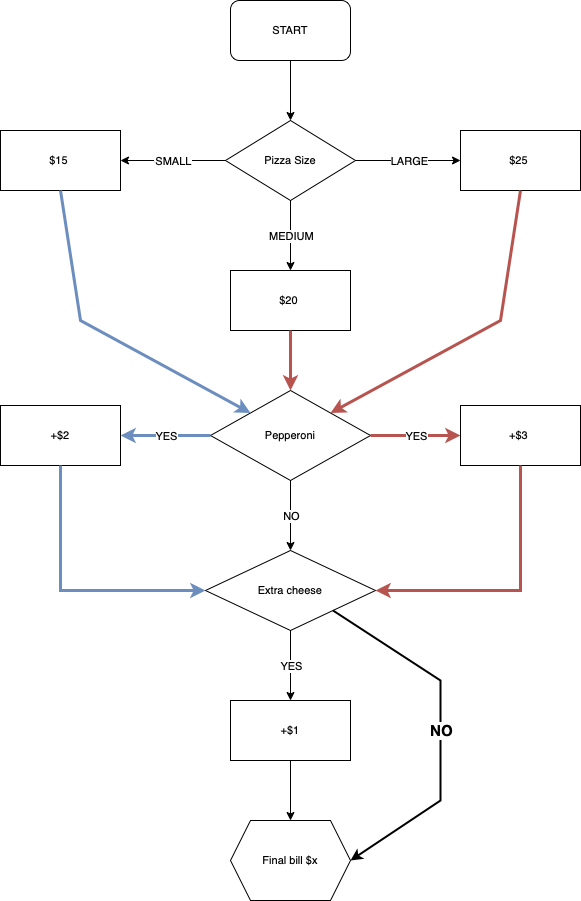 START
Pizza Size
SMALL
LARGE
$15
$25
MEDIUM
$20
Pepperoni
YES
YES
+$2
+$3
NO
Extra cheese
YES
NO
+$1
Final bill $x